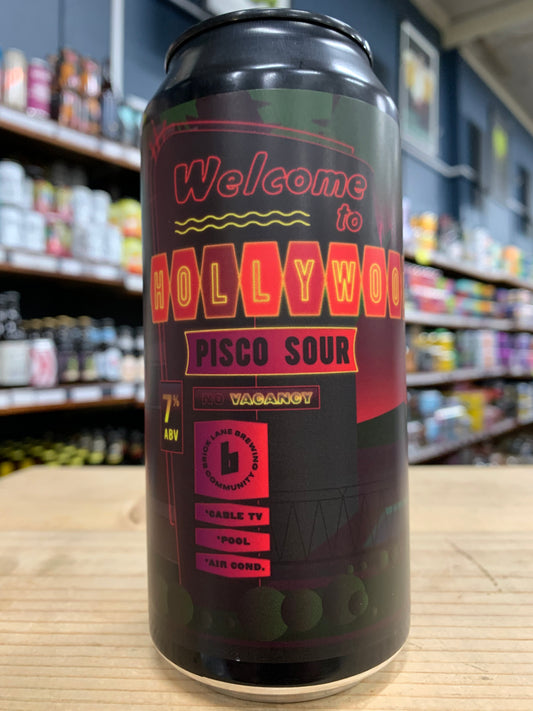 Welcome
to
HOLLYWOO
PISCO SOUR
NO VACANCY
7%
ABV
BRICK LANE BREWING
b
COMMUNITY
*CABLE TV
*POOL
*AIR COND.